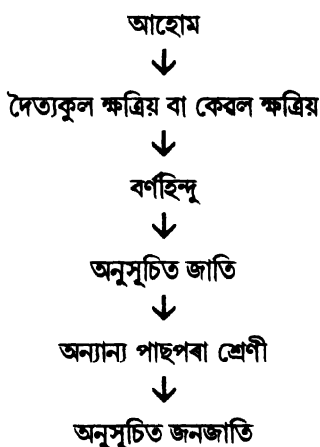 আহোম
↓
দৈত্যকুল ক্ষত্ৰিয় বা কেৱল ক্ষত্ৰিয়
↓
বৰ্ণহিন্দু
↓
অনুসূচিত জাতি
↓
অন্যান্য পাছপৰা শ্ৰেণী
↓
অনুসূচিত জনজাতি